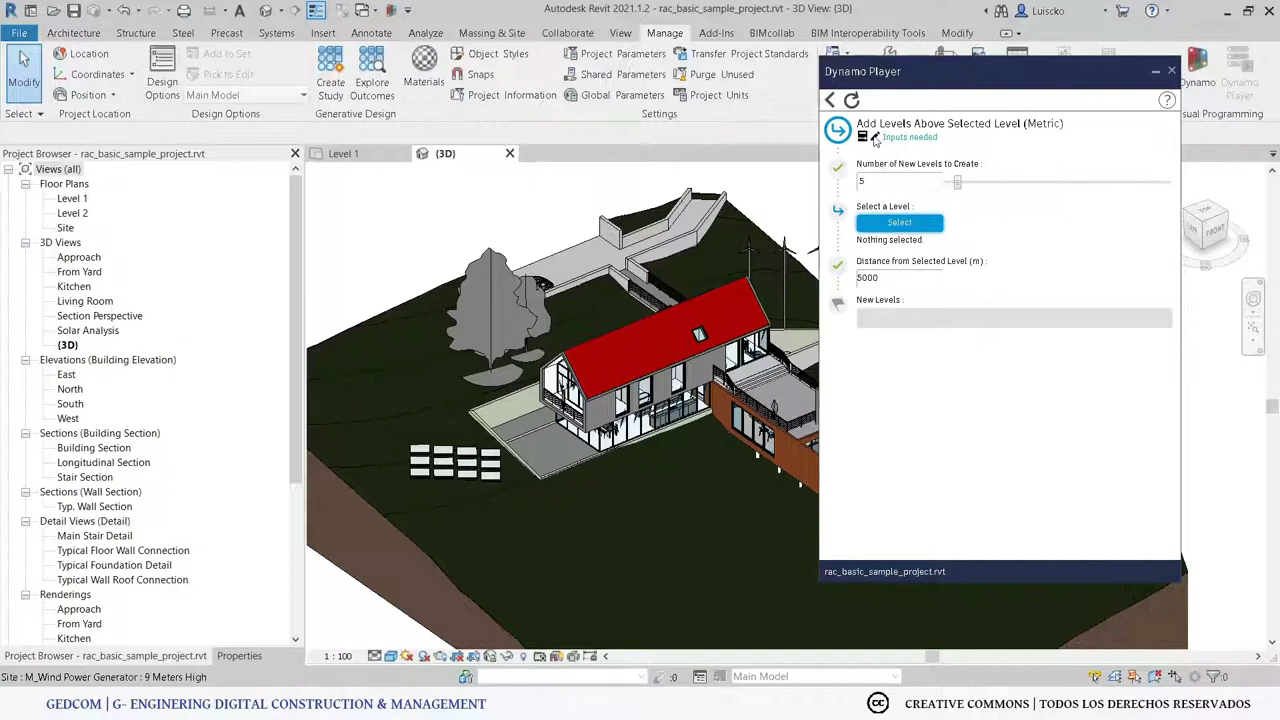 Autodesk Revit 2021.1.2 - rac_basic_sample_project.rvt - 3D View: {3D}
Luiscko
File Architecture Structure Steel Precast Systems Insert Annotate Analyze Massing & Site Collaborate View Manage Add-Ins BIMcollab BIM Interoperability Tools Modify
Modify
Select
Location
Coordinates
Position
Project Location
Design Options
Add to Set
Pick to Edit
Main Model
Design Options
Create Study
Explore Outcomes
Generative Design
Materials
Object Styles
Snaps
Project Information
Project Parameters
Shared Parameters
Global Parameters
Transfer Project Standards
Purge Unused
Project Units
Settings
Dynamo
Dynamo Player
Visual Programming
Project Browser - rac_basic_sample_project.rvt
Views (all)
Floor Plans
Level 1
Level 2
Site
3D Views
Approach
From Yard
Kitchen
Living Room
Section Perspective
Solar Analysis
{3D}
Elevations (Building Elevation)
East
North
South
West
Sections (Building Section)
Building Section
Longitudinal Section
Stair Section
Sections (Wall Section)
Typ. Wall Section
Detail Views (Detail)
Main Stair Detail
Typical Floor Wall Connection
Typical Foundation Detail
Typical Wall Roof Connection
Renderings
Approach
From Yard
Kitchen
Project Browser - rac_basic_sample_project.rvt Properties
Level 1
{3D}
TOP
FRONT
Dynamo Player
Add Levels Above Selected Level (Metric)
Inputs needed
Number of New Levels to Create :
5
Select a Level :
Select
Nothing selected.
Distance from Selected Level (m) :
5000
New Levels :
rac_basic_sample_project.rvt
1 : 100
Site : M_Wind Power Generator : 9 Meters High
:0
Main Model
:0
GEDCOM | G- ENGINERING DIGITAL CONSTRUCTION & MANAGEMENT
cc
CREATIVE COMMONS | TODOS LOS DERECHOS RESERVADOS